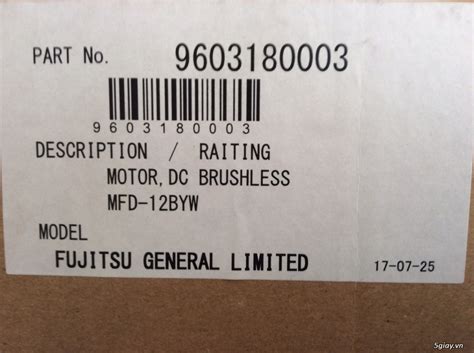 PART No. 9603180003
9603180003
DESCRIPTION / RAITING
MOTOR, DC BRUSHLESS
MFD-12BYW
MODEL
FUJITSU GENERAL LIMITED 17-07-25
5giay.vn